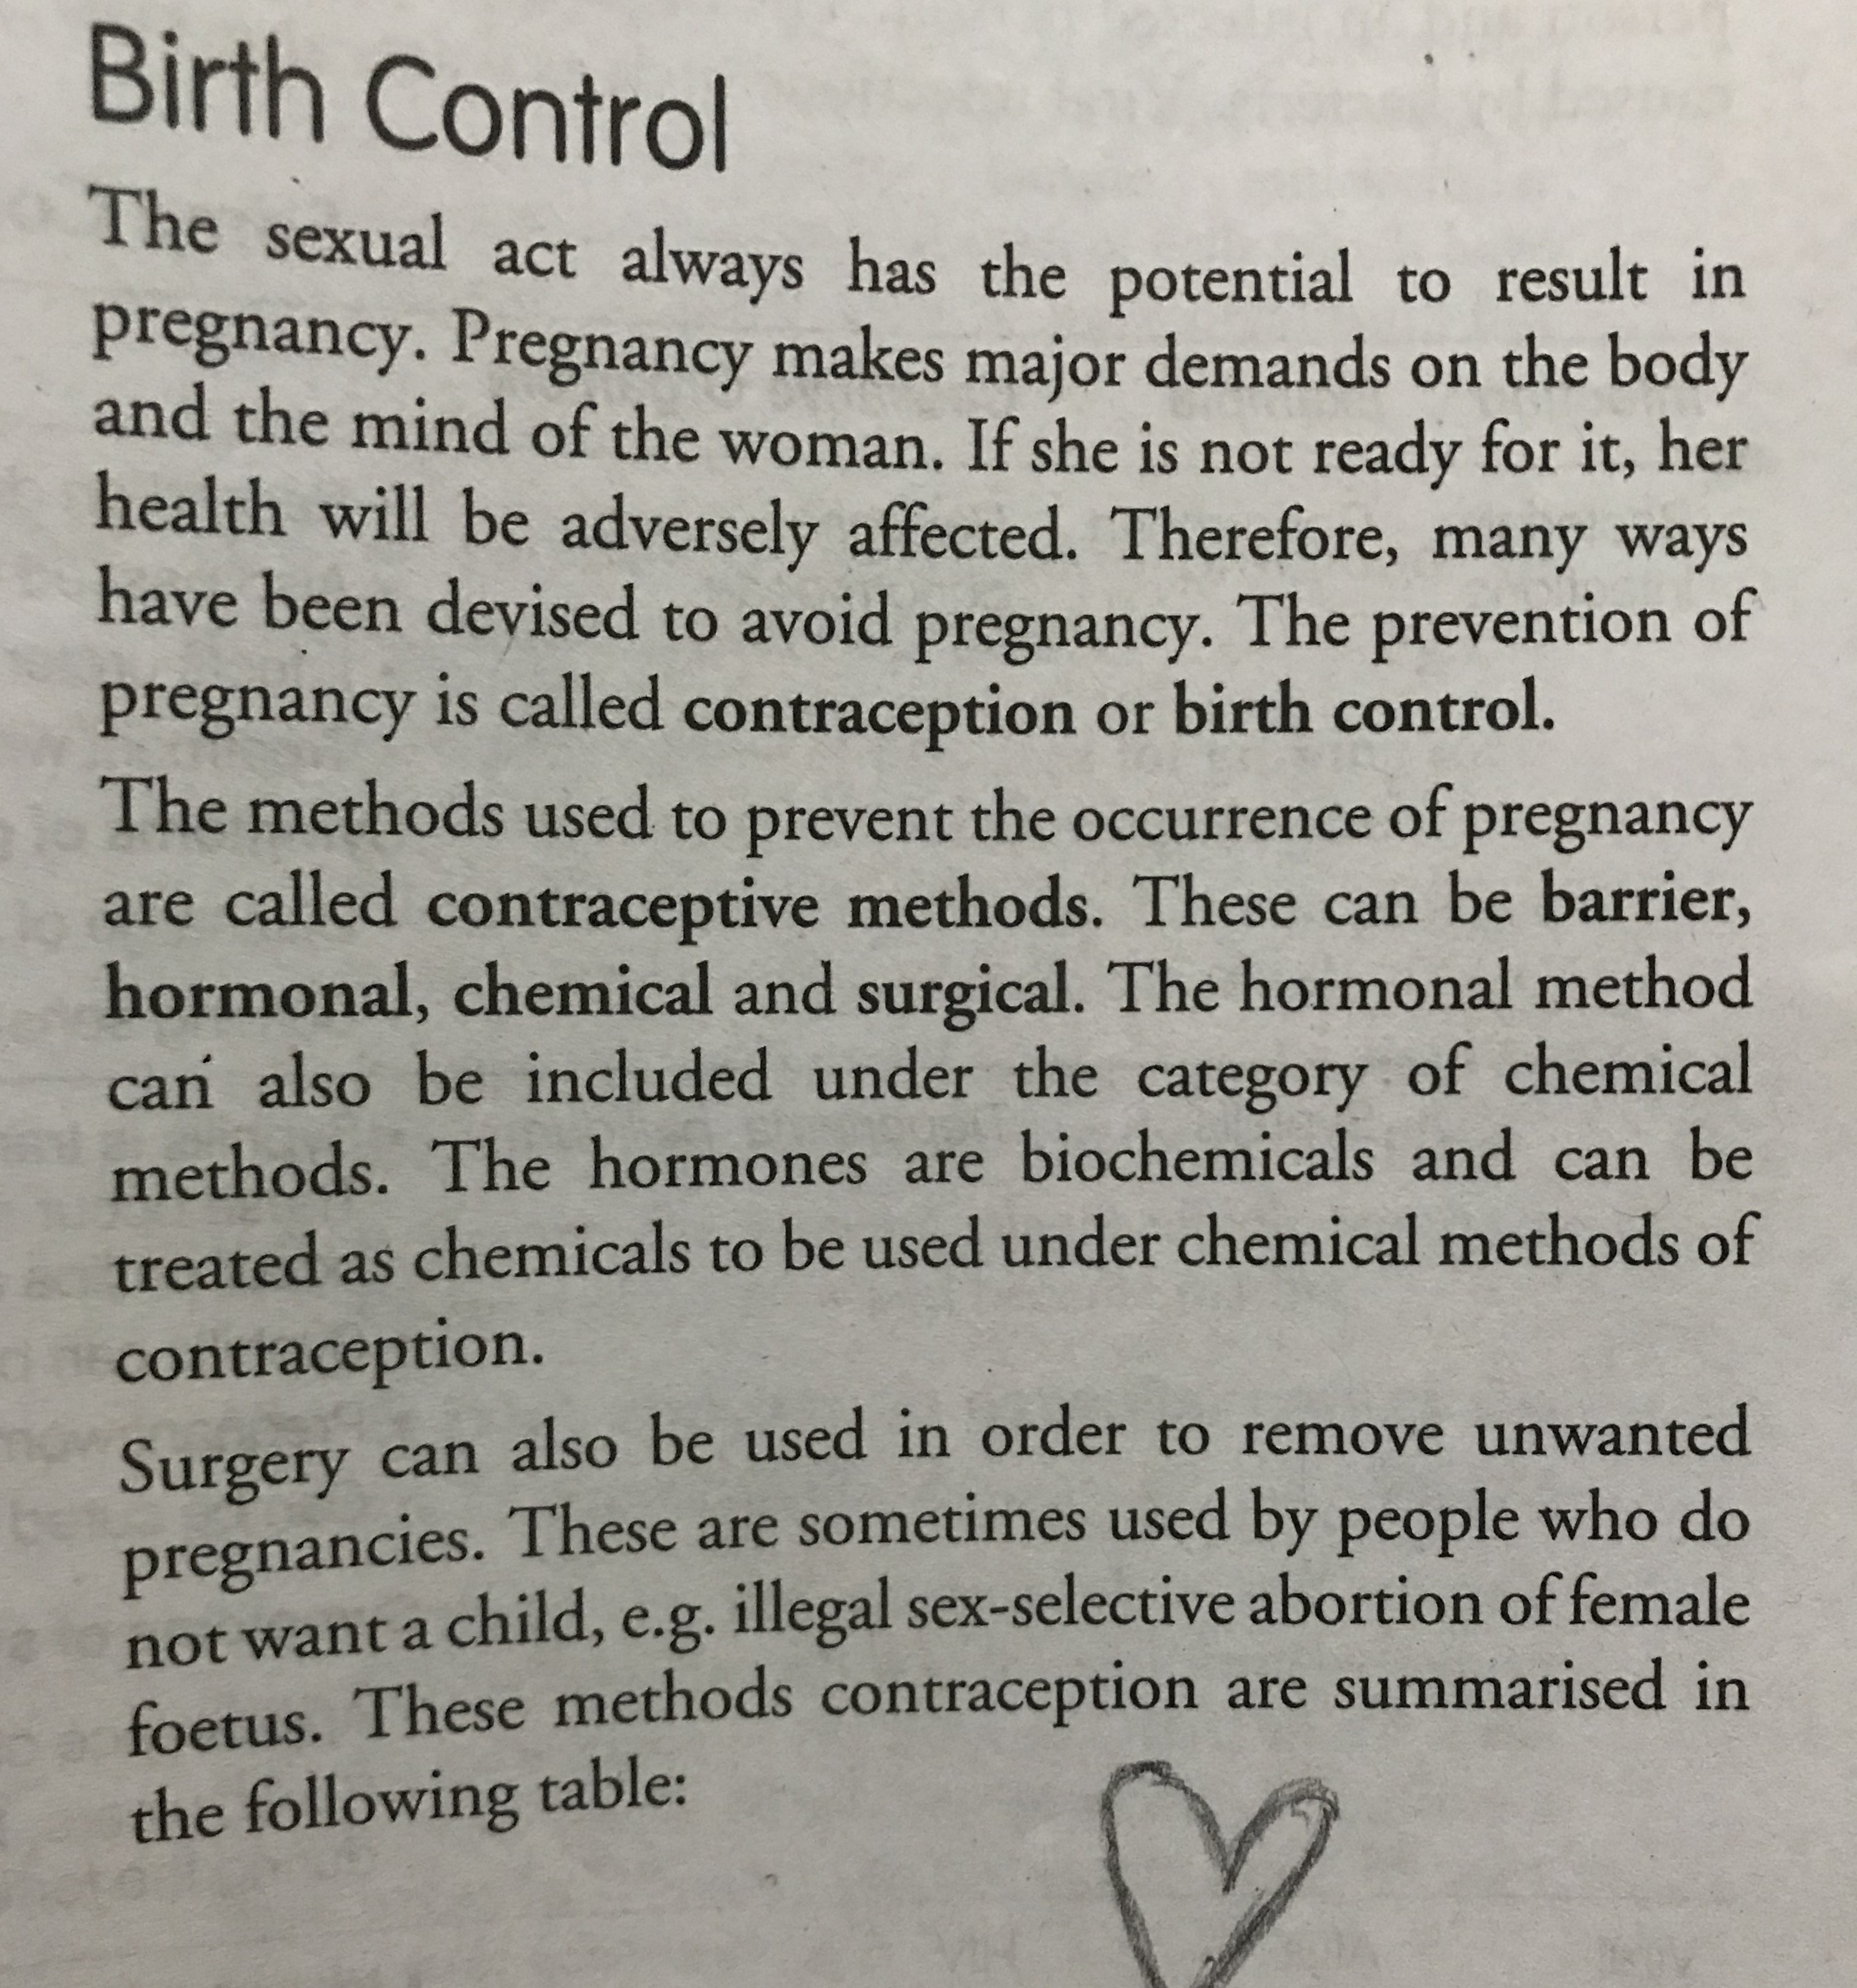 Birth Control
The sexual act always has the potential to result in
pregnancy. Pregnancy makes major demands on the body
and the mind of the woman. If she is not ready for it, her
health will be adversely affected. Therefore, many ways
have been devised to avoid pregnancy. The prevention of
pregnancy is called contraception or birth control.
The methods used to prevent the occurrence of pregnancy
are called contraceptive methods. These can be barrier,
hormonal, chemical and surgical. The hormonal method
can also be included under the category of chemical
methods. The hormones are biochemicals and can be
treated as chemicals to be used under chemical methods of
contraception.
Surgery can also be used in order to remove unwanted
pregnancies. These are sometimes used by people who do
not want a child, e.g. illegal sex-selective abortion of female
foetus. These methods contraception are summarised in
the following table: